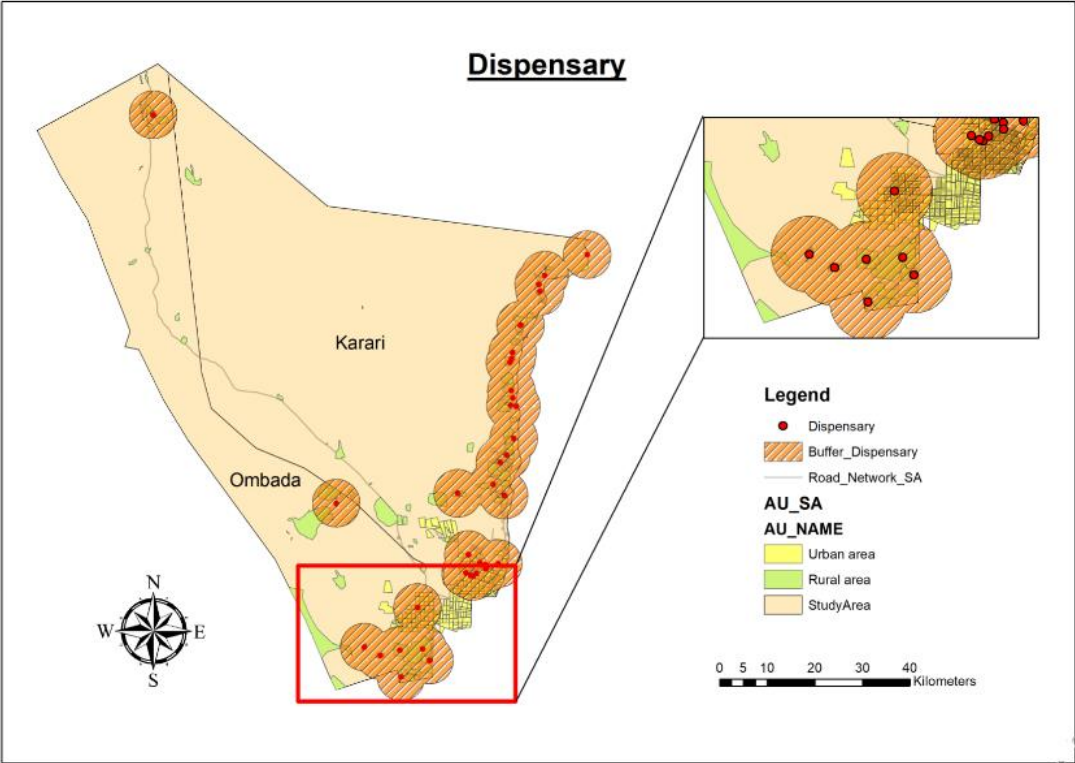 Dispensary
Karari
Ombada
N
W
E
S
Legend
Dispensary
Buffer_Dispensary
Road_Network_SA
AU_SA
AU_NAME
Urban area
Rural area
StudyArea
0 5 10 20 30 40
Kilometers